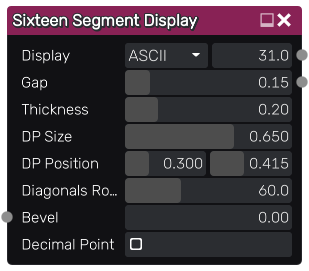 Sixteen Segment Display
Display ASCII 31.0
Gap 0.15
Thickness 0.20
DP Size 0.650
DP Position 0.300 0.415
Diagonals Ro... 60.0
Bevel 0.00
Decimal Point